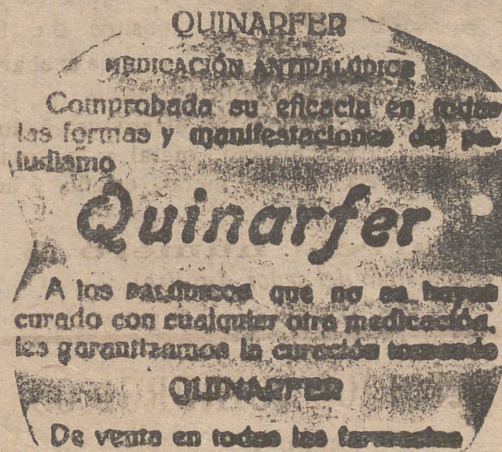 QUINARFER
MEDICACIÓN ANTIPALÚDICA
Comprobada su eficacia en todas
las formas y manifestaciones del pa
ludismo
Quinarfer
A los PALÚDICOS que no se hayan
curado con cualquier otra medicación,
les garantizamos la curación tomando
QUINARFER
De venta en todas las farmacias